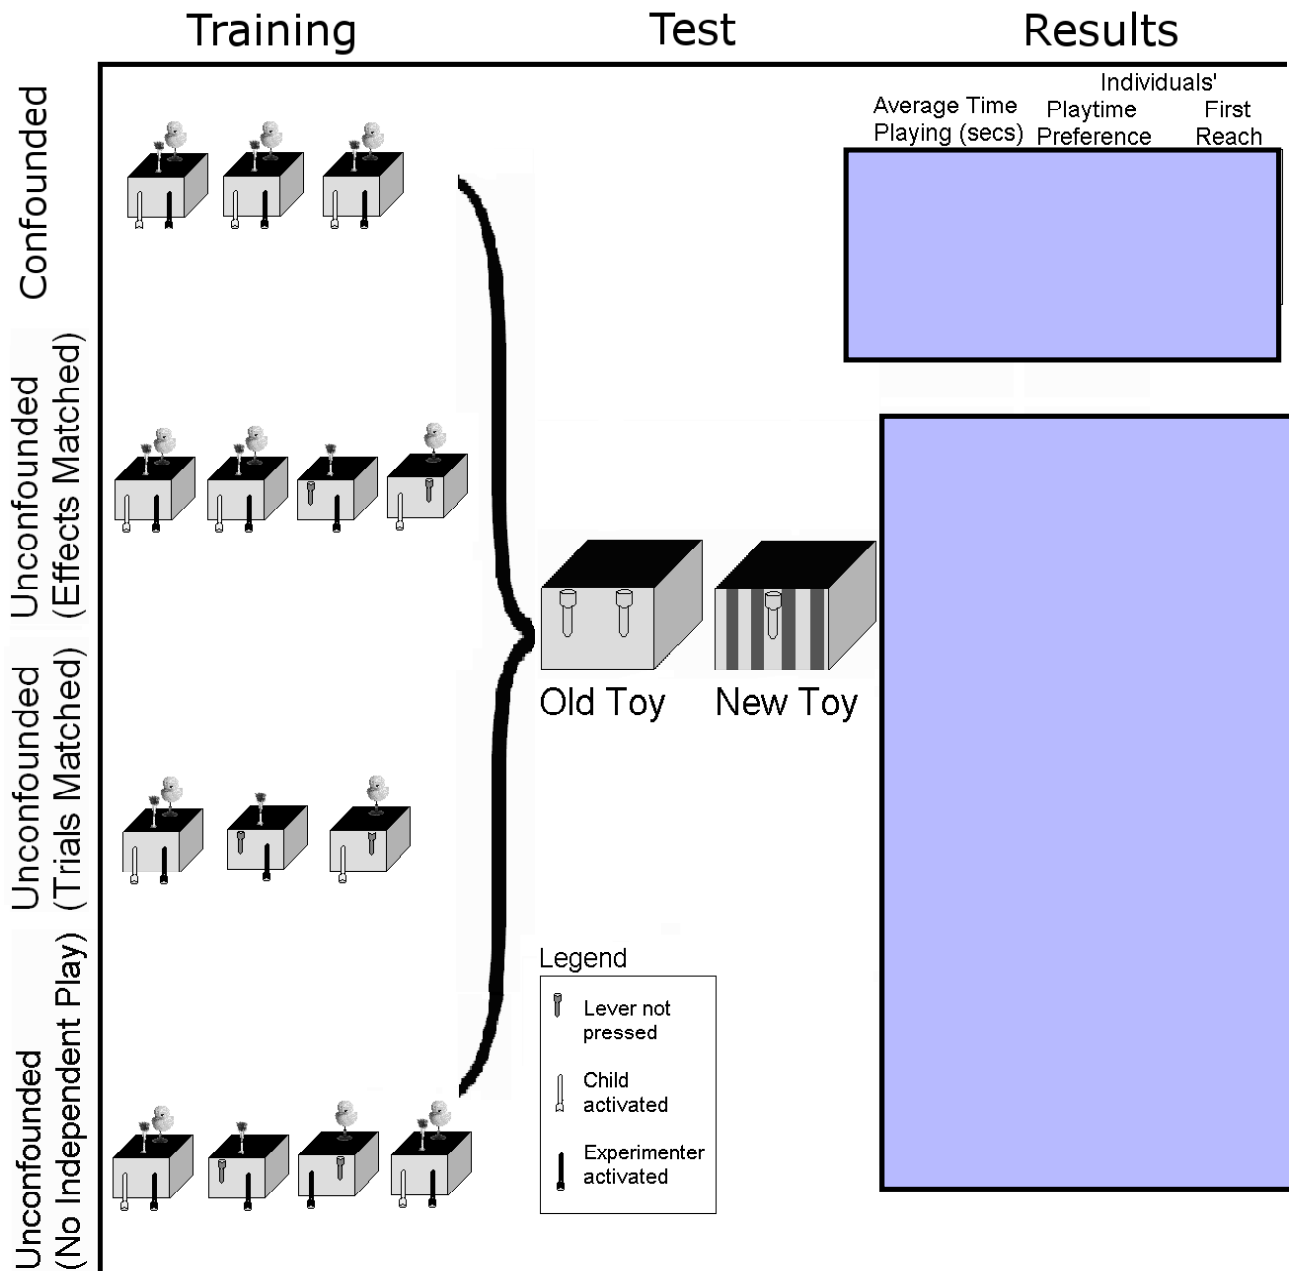 Training
Test
Results
Individuals'
Average Time
Playing (secs)
Playtime
Preference
First
Reach
Confounded
Unconfounded
(Effects Matched)
Unconfounded
(Trials Matched)
Unconfounded
(No Independent Play)
Old Toy
New Toy
Legend
Lever not
pressed
Child
activated
Experimenter
activated